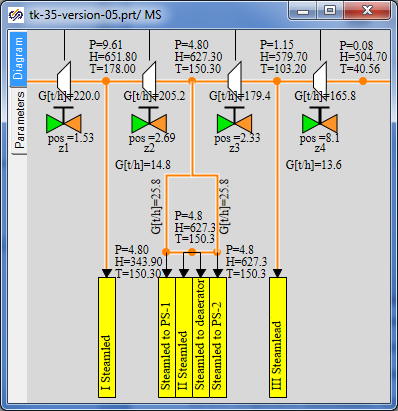 tk-35-version-05.prt/ MS
Diagram
Parameters
P=9.61
H=651.80
T=178.00
P=4.80
H=627.30
T=150.30
P=1.15
H=579.70
T=103.20
P=0.08
H=504.70
T=40.56
G[t/h]=220.0
G[t/h]=205.2
G[t/h]=179.4
G[t/h]=165.8
pos =1.53
z1
pos =2.69
z2
pos =2.33
z3
pos =8.1
z4
G[t/h]=14.8
G[t/h]=13.6
G[t/h]=25.8
G[t/h]=25.8
P=4.8
H=627.3
T=150.3
P=4.80
H=343.90
T=150.30
P=4.8
H=627.3
T=150.3
I Steamled
Steamled to PS-1
II Steamled
Steamled to deaerator
Steamled to PS-2
III Steamlead